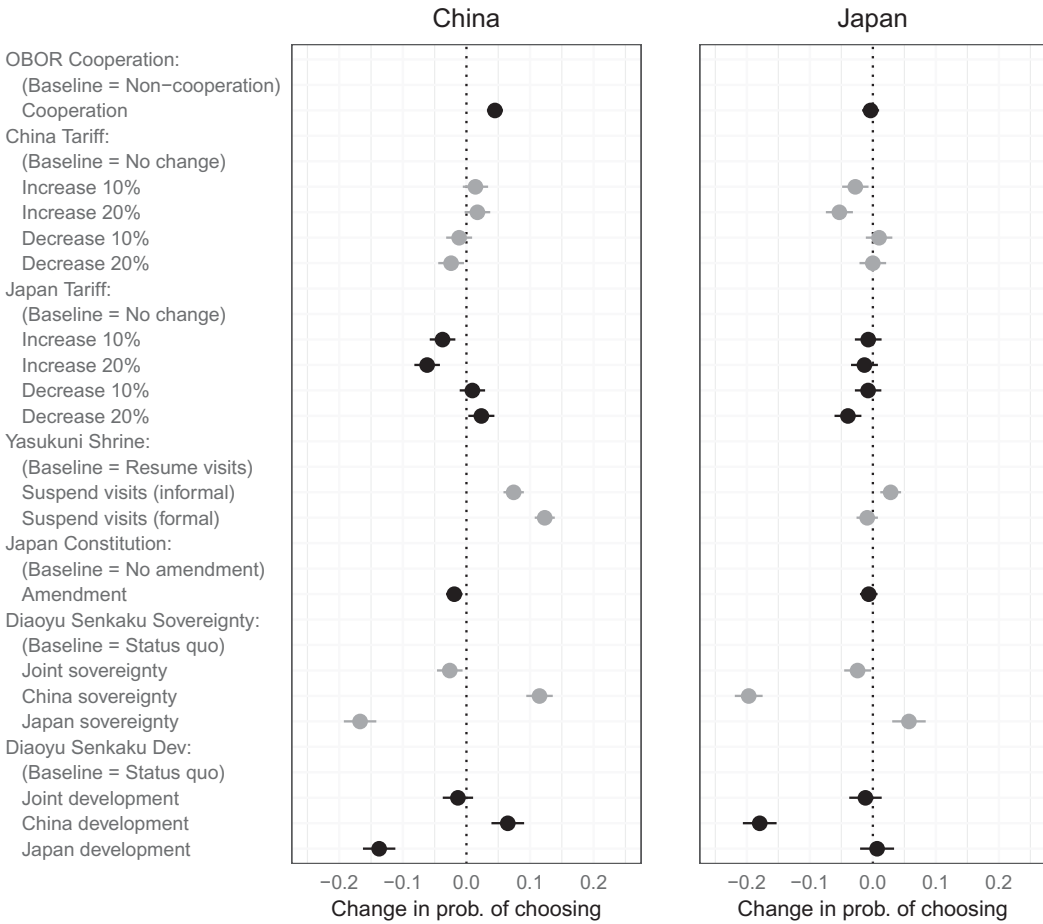 China Japan
OBOR Cooperation:
(Baseline = Non−cooperation)
Cooperation
China Tariff:
(Baseline = No change)
Increase 10%
Increase 20%
Decrease 10%
Decrease 20%
Japan Tariff:
(Baseline = No change)
Increase 10%
Increase 20%
Decrease 10%
Decrease 20%
Yasukuni Shrine:
(Baseline = Resume visits)
Suspend visits (informal)
Suspend visits (formal)
Japan Constitution:
(Baseline = No amendment)
Amendment
Diaoyu Senkaku Sovereignty:
(Baseline = Status quo)
Joint sovereignty
China sovereignty
Japan sovereignty
Diaoyu Senkaku Dev:
(Baseline = Status quo)
Joint development
China development
Japan development
−0.2 −0.1 0.0 0.1 0.2 −0.2 −0.1 0.0 0.1 0.2
Change in prob. of choosing Change in prob. of choosing